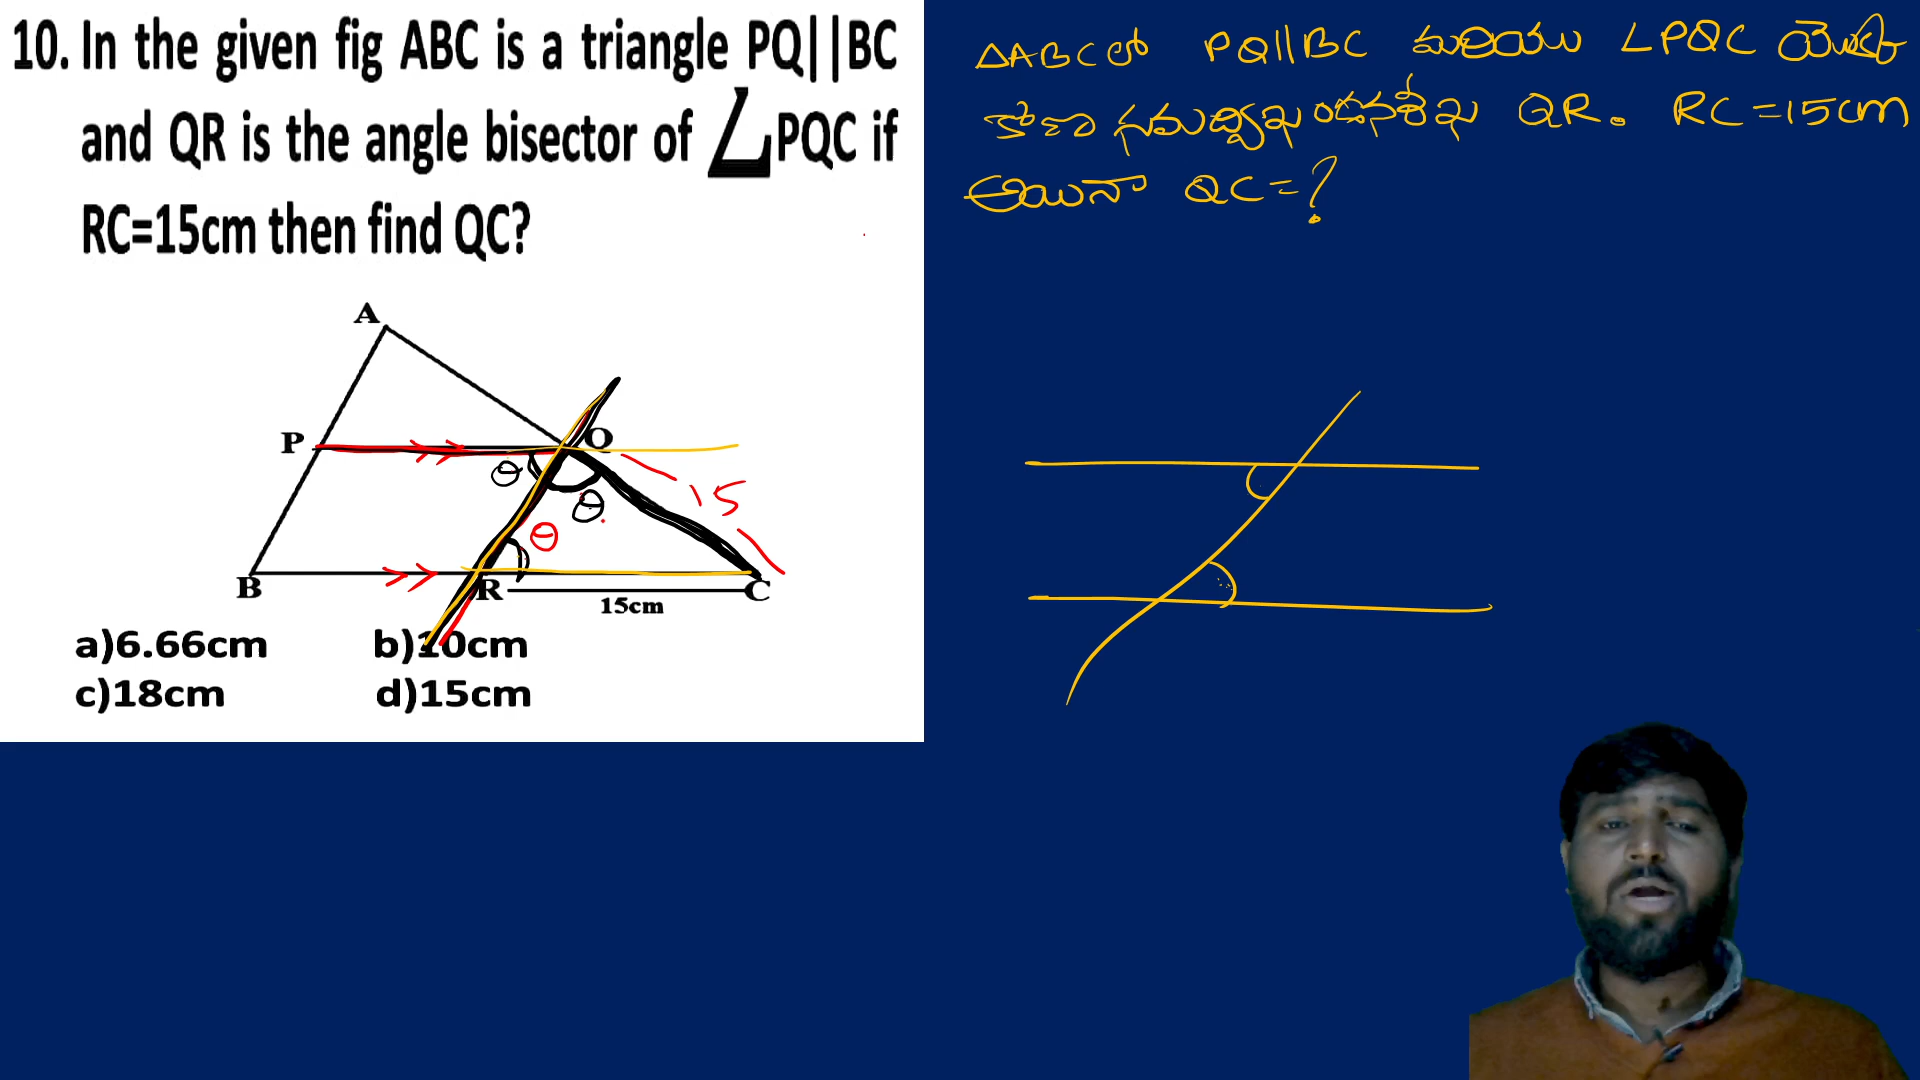 10. In the given fig ABC is a triangle PQ||BC
and QR is the angle bisector of ∠PQC if
RC=15cm then find QC?
A
P
Q
θ
θ
15
θ
B
R
C
15cm
a)6.66cm b)10cm
c)18cm d)15cm
△ABCలో PQ||BC మరియు ∠PQC యొక్క
కోణ సమద్విఖండనరేఖ QR. RC=15cm
అయినా QC=?